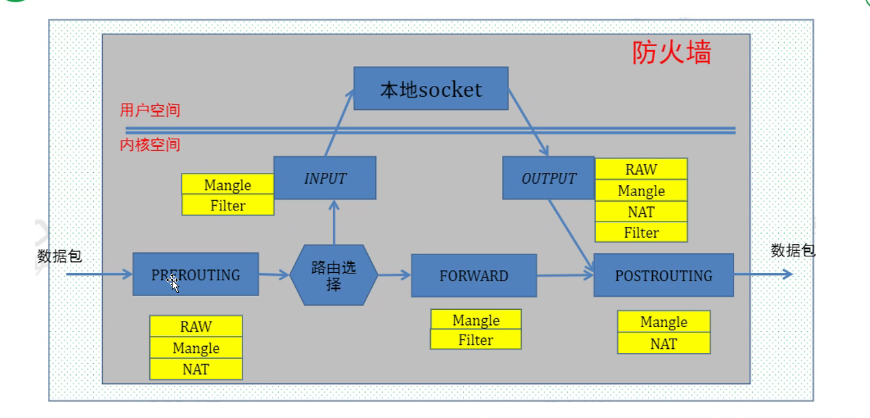 防火墙
本地socket
用户空间
内核空间
INPUT
Mangle
Filter
OUTPUT
RAW
Mangle
NAT
Filter
数据包
PREROUTING
路由选
择
FORWARD
POSTROUTING
数据包
RAW
Mangle
NAT
Mangle
Filter
Mangle
NAT